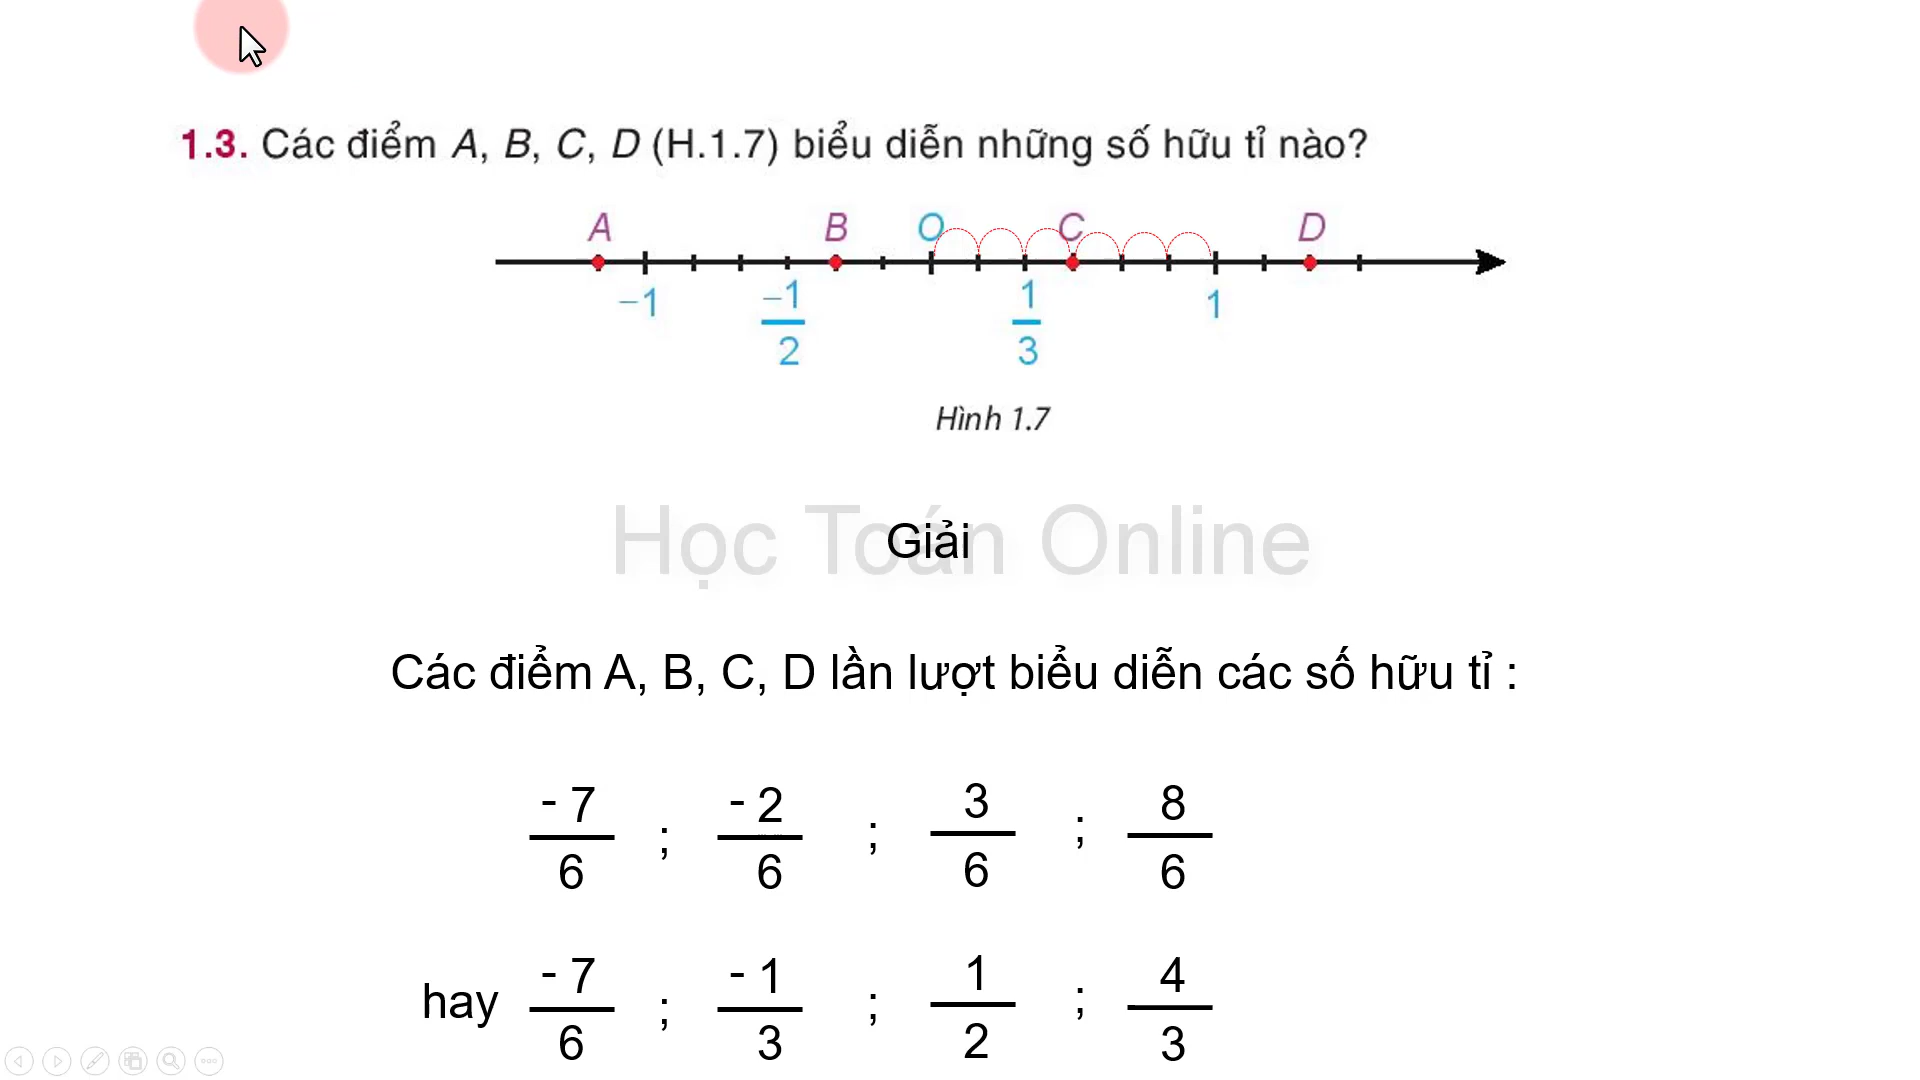 1.3. Các điểm A, B, C, D (H.1.7) biểu diễn những số hữu tỉ nào?
A B O C D
–1 –1/2 1/3 1
Hình 1.7
Học Toán Online
Giải
Các điểm A, B, C, D lần lượt biểu diễn các số hữu tỉ :
- 7/6 ; - 2/6 ; 3/6 ; 8/6
hay - 7/6 ; - 1/3 ; 1/2 ; 4/3